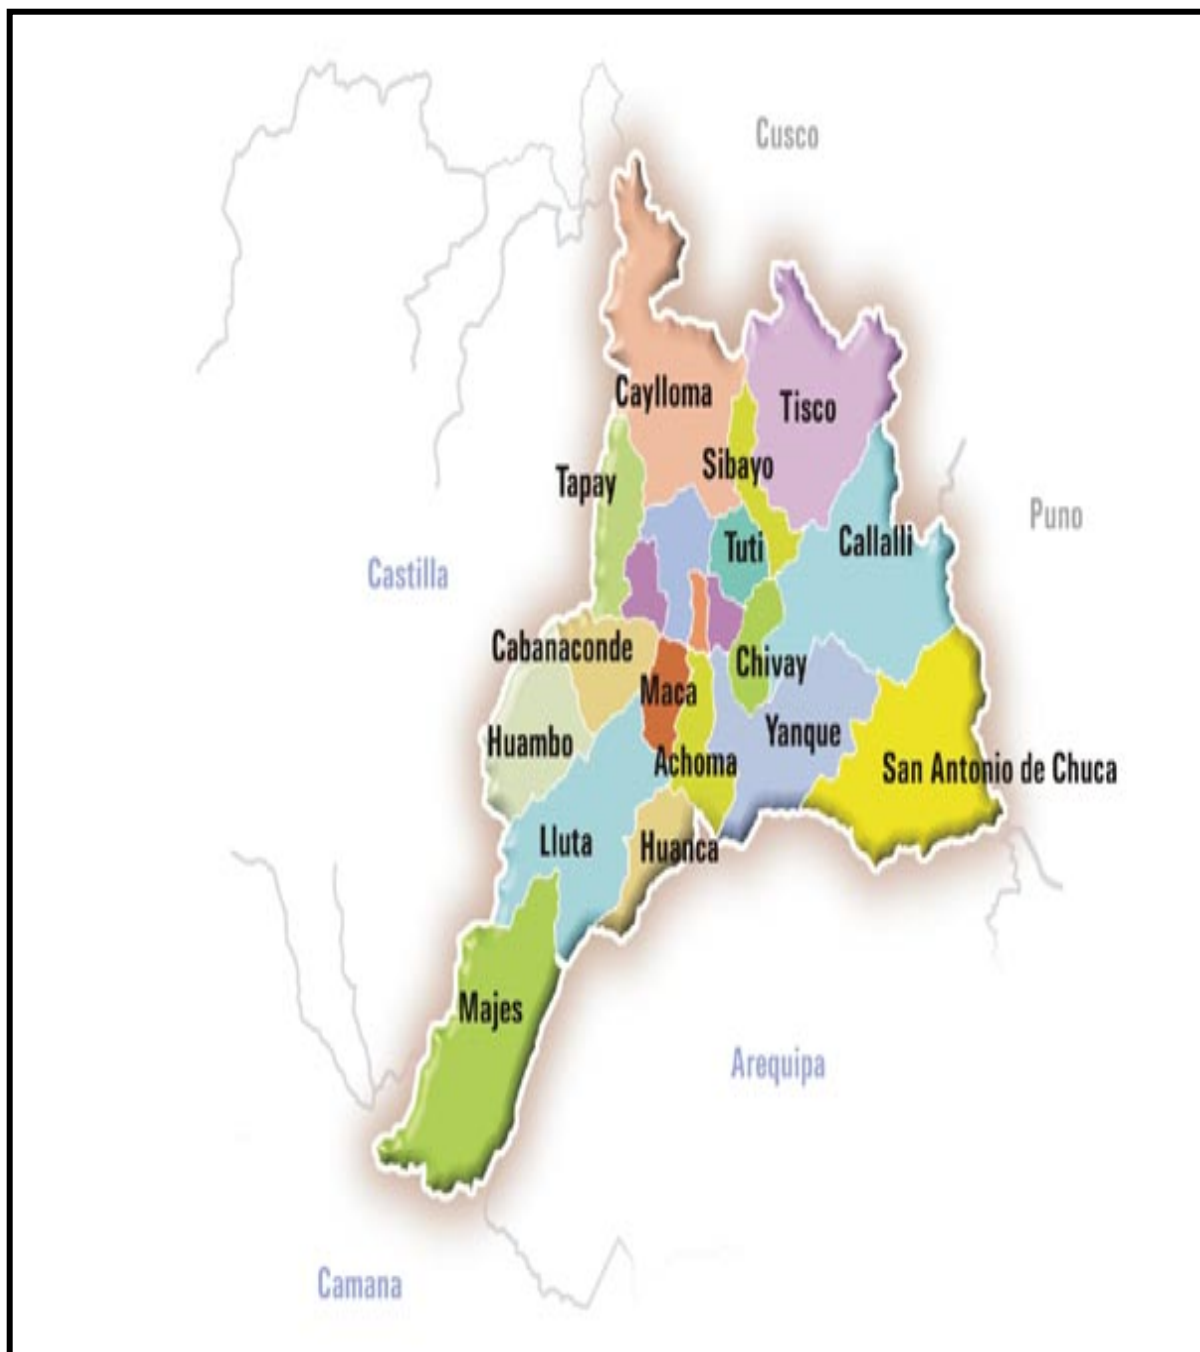 Cusco
Caylloma
Tisco
Sibayo
Tapay
Puno
Tuti
Callalli
Castilla
Cabanaconde
Chivay
Maca
Yanque
Huambo
Achoma
San Antonio de Chuca
Lluta
Huanca
Majes
Arequipa
Camana